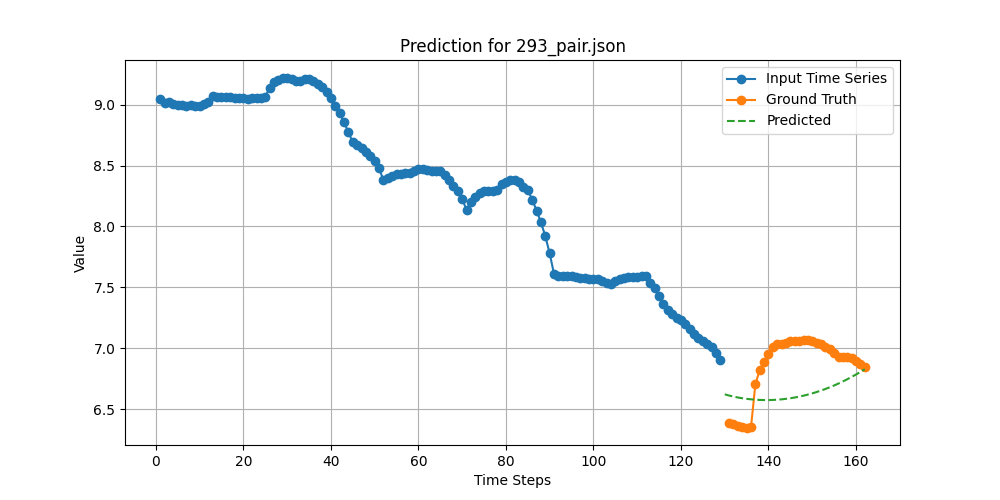 Prediction for 293_pair.json
Input Time Series
Ground Truth
Predicted
Value
9.0
8.5
8.0
7.5
7.0
6.5
0 20 40 60 80 100 120 140 160
Time Steps